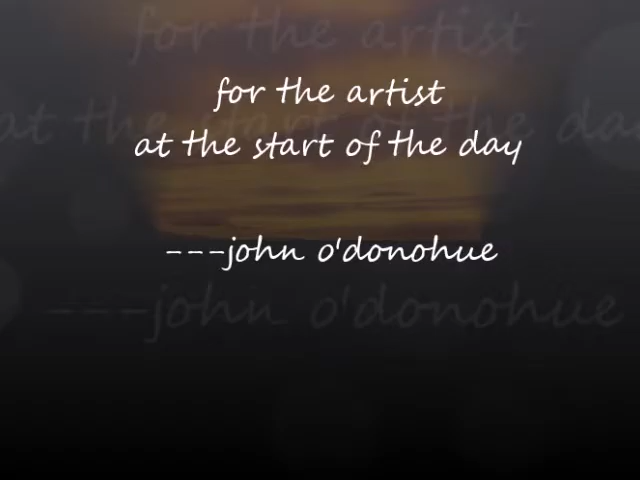 for the artist
at the start of the day
---john o'donohue